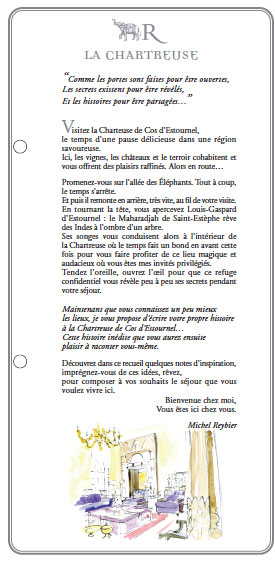 R
LA CHARTREUSE
“Comme les portes sont faites pour être ouvertes,
Les secrets existent pour être révélés,
Et les histoires pour être partagées…”
Visitez la Charteuse de Cos d’Estournel,
le temps d’une pause délicieuse dans une région
savoureuse.
Ici, les vignes, les châteaux et le terroir cohabitent et
vous offrent des plaisirs raffinés. Alors en route…
Promenez-vous sur l’allée des Éléphants. Tout à coup,
le temps s’arrête.
Et puis il remonte en arrière, très vite, au fil de votre visite.
En tournant la tête, vous apercevez Louis-Gaspard
d’Estournel : le Maharadjah de Saint-Estèphe rêve
des Indes à l’ombre d’un arbre.
Ses songes vous conduisent alors à l’intérieur de
la Chartreuse où le temps fait un bond en avant cette
fois pour vous faire profiter de ce lieu magique et
audacieux où vous êtes mes invités privilégiés.
Tendez l’oreille, ouvrez l’œil pour que ce refuge
confidentiel vous révèle peu à peu ses secrets pendant
votre séjour.
Maintenant que vous connaissez un peu mieux
les lieux, je vous propose d’écrire votre propre histoire
à la Chartreuse de Cos d’Estournel…
Cette histoire inédite que vous aurez ensuite
plaisir à raconter vous-même.
Découvrez dans ce recueil quelques notes d’inspiration,
imprégnez-vous de ces idées, rêvez,
pour composer à vos souhaits le séjour que vous
voulez vivre ici.
Bienvenue chez moi,
Vous êtes ici chez vous.
Michel Reybier